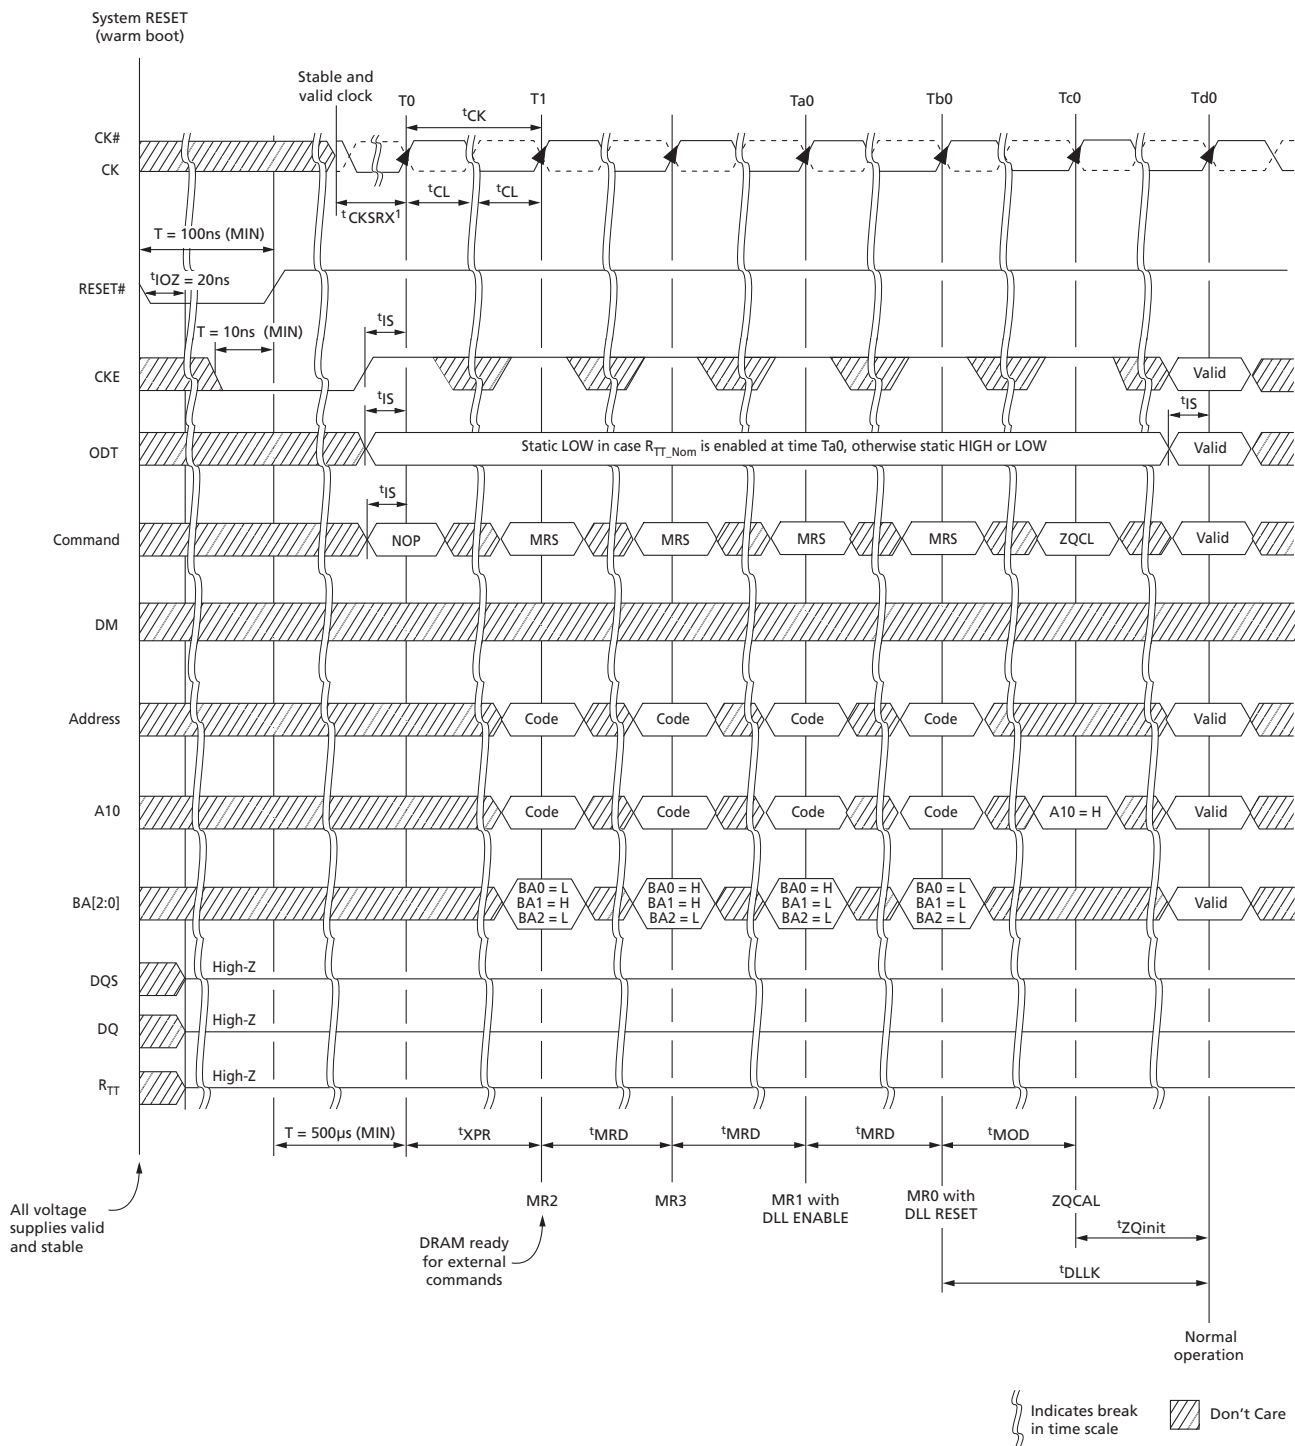 System RESET
(warm boot)
Stable and
valid clock
T0
T1
Ta0
Tb0
Tc0
Td0
tCK
CK#
CK
tCL
tCL
tCKSRX1
T = 100ns (MIN)
tIOZ = 20ns
RESET#
T = 10ns (MIN)
tIS
CKE
Valid
tIS
tIS
ODT
Static LOW in case RTT_Nom is enabled at time Ta0, otherwise static HIGH or LOW
Valid
tIS
Command
NOP
MRS
MRS
MRS
MRS
ZQCL
Valid
DM
Address
Code
Code
Code
Code
Valid
A10
Code
Code
Code
Code
A10 = H
Valid
BA[2:0]
BA0 = L
BA1 = H
BA2 = L
BA0 = H
BA1 = H
BA2 = L
BA0 = H
BA1 = L
BA2 = L
BA0 = L
BA1 = L
BA2 = L
Valid
DQS
High-Z
DQ
High-Z
RTT
High-Z
T = 500μs (MIN)
tXPR
tMRD
tMRD
tMRD
tMOD
All voltage
supplies valid
and stable
MR2
MR3
MR1 with
DLL ENABLE
MR0 with
DLL RESET
ZQCAL
DRAM ready
for external
commands
tZQinit
tDLLK
Normal
operation
Indicates break
in time scale
Don't Care